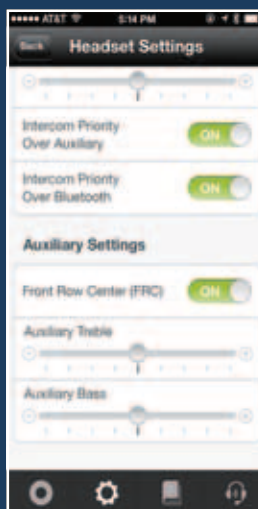 AT&T 5:14 PM
Back Headset Settings
Intercom Priority
Over Auxiliary
ON
Intercom Priority
Over Bluetooth
ON
Auxiliary Settings
Front Row Center (FRC)
ON
Auxiliary Treble
Auxiliary Bass